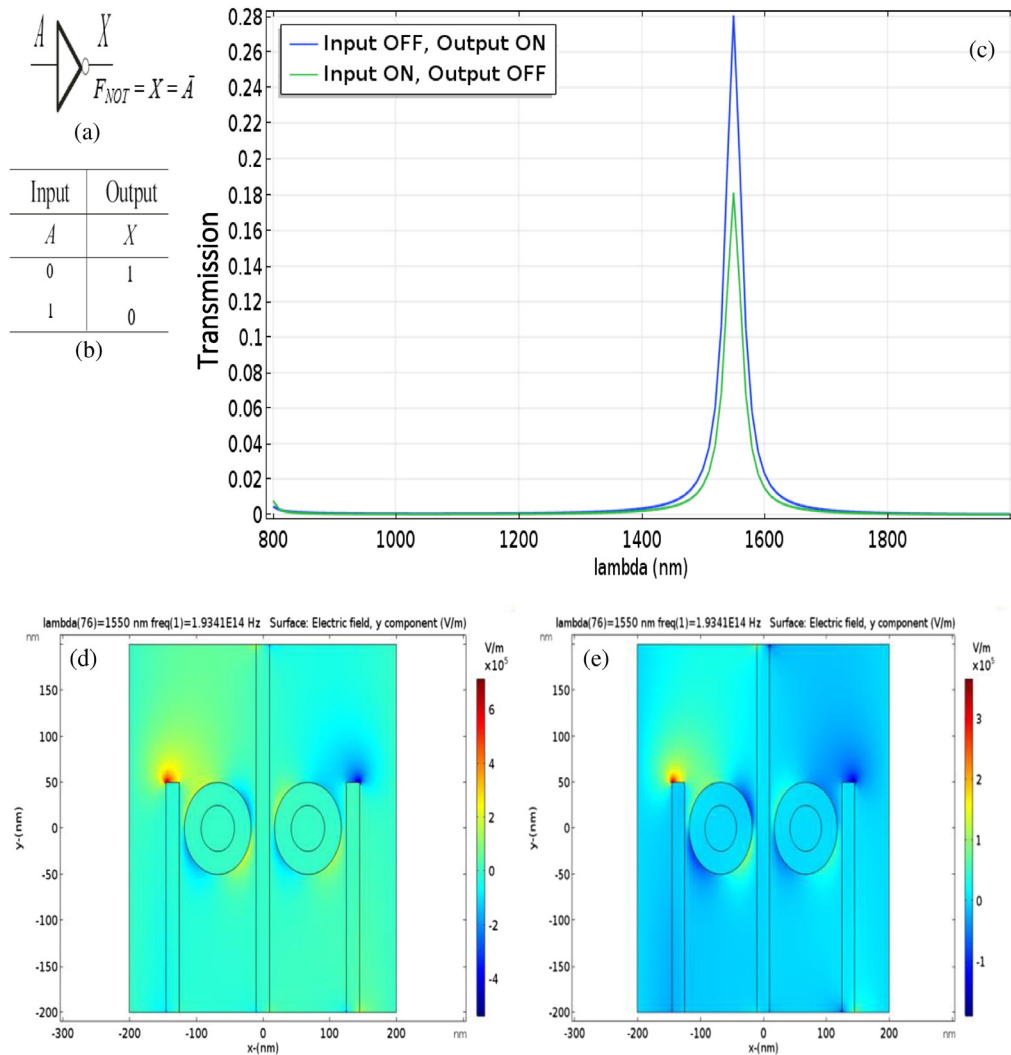 A X
F_NOT = X = Ā
(a)
Input Output
A X
0 1
1 0
(b)
Input OFF, Output ON
Input ON, Output OFF
(c)
Transmission
0.28
0.26
0.24
0.22
0.2
0.18
0.16
0.14
0.12
0.1
0.08
0.06
0.04
0.02
0
800 1000 1200 1400 1600 1800
lambda (nm)
lambda(76)=1550 nm freq(1)=1.9341E14 Hz Surface: Electric field, y component (V/m)
nm
(d)
V/m
x10⁵
150
100
50
0
-50
-100
-150
-200
y-(nm)
6
4
2
0
-2
-4
-300 -200 -100 0 100 200 nm
x-(nm)
lambda(76)=1550 nm freq(1)=1.9341E14 Hz Surface: Electric field, y component (V/m)
nm
(e)
V/m
x10⁵
150
100
50
0
-50
-100
-150
-200
y-(nm)
3
2
1
0
-1
-300 -200 -100 0 100 200 nm
x-(nm)